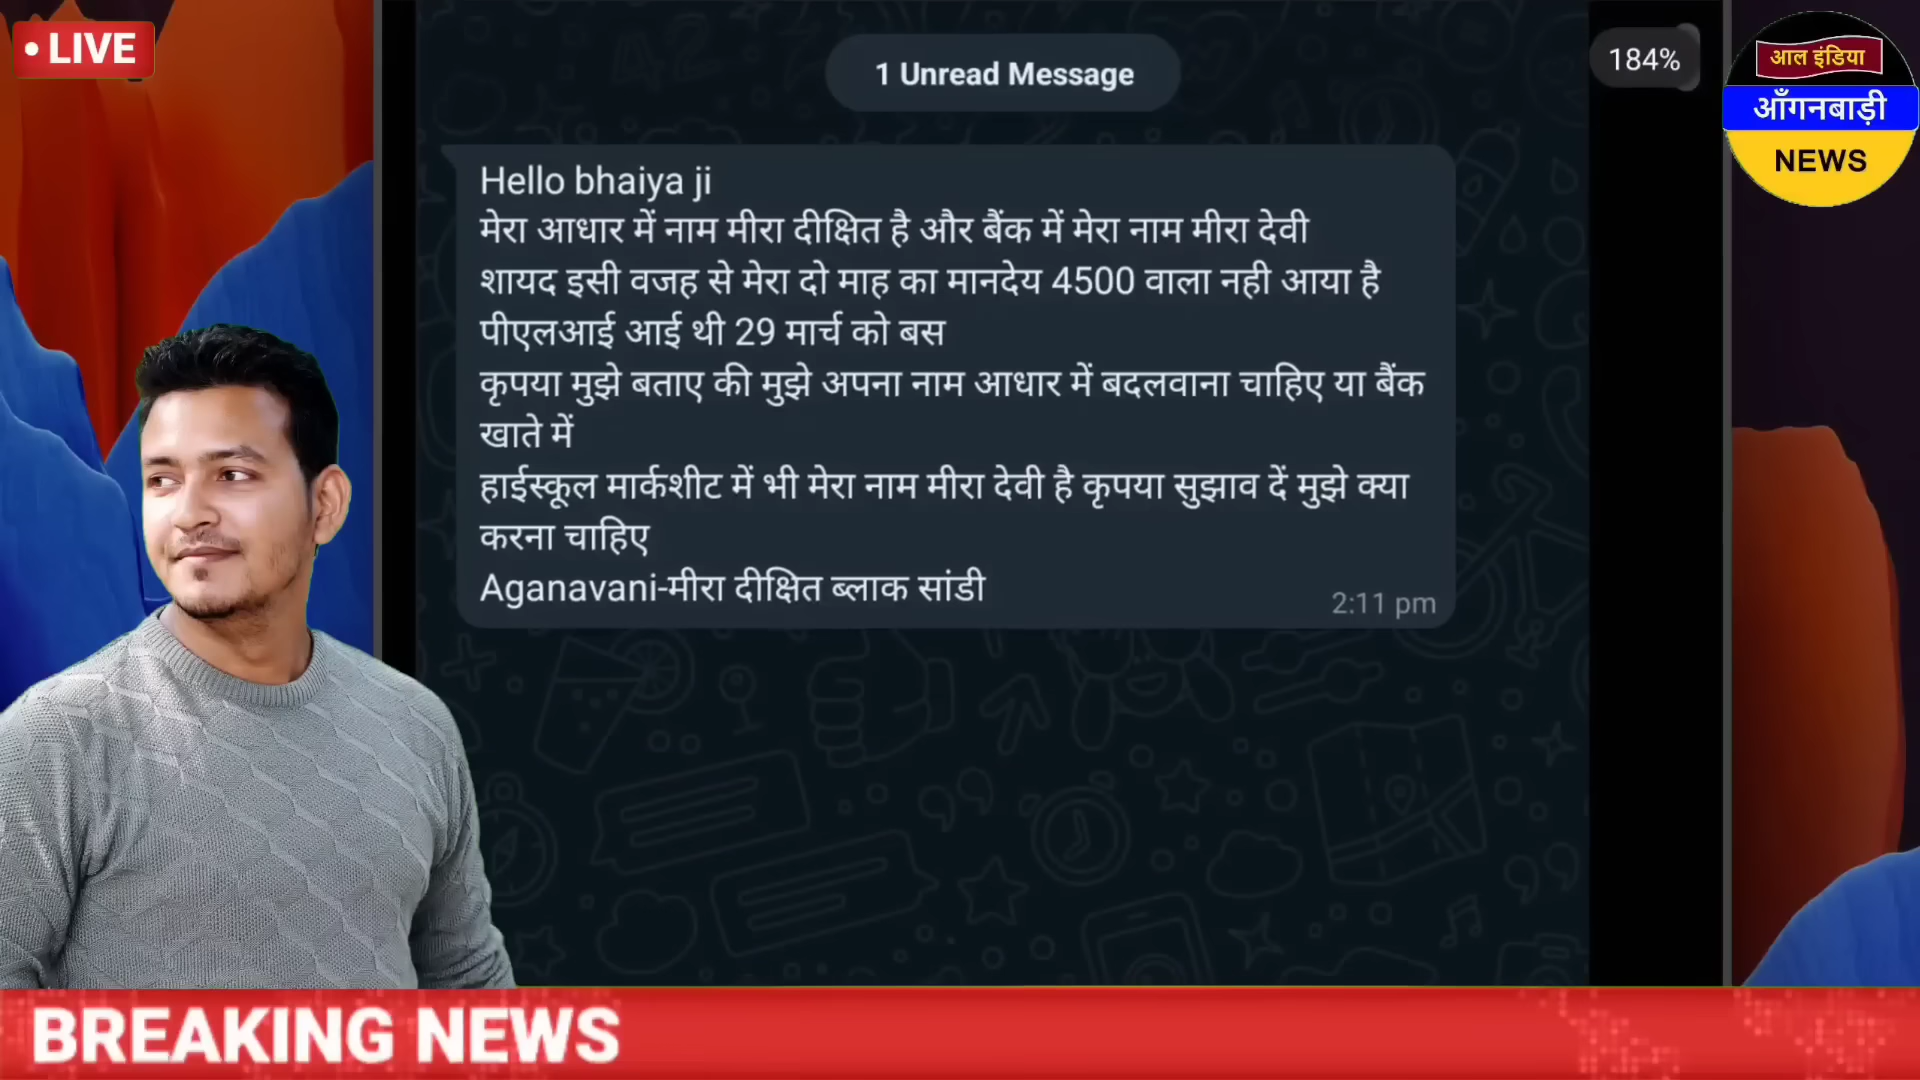 • LIVE
1 Unread Message
184%
आल इंडिया
आँगनबाड़ी
NEWS
Hello bhaiya ji
मेरा आधार में नाम मीरा दीक्षित है और बैंक में मेरा नाम मीरा देवी
शायद इसी वजह से मेरा दो माह का मानदेय 4500 वाला नही आया है
पीएलआई आई थी 29 मार्च को बस
कृपया मुझे बताए की मुझे अपना नाम आधार में बदलवाना चाहिए या बैंक
खाते में
हाईस्कूल मार्कशीट में भी मेरा नाम मीरा देवी है कृपया सुझाव दें मुझे क्या
करना चाहिए
Aganavani-मीरा दीक्षित ब्लाक सांडी
2:11 pm
BREAKING NEWS